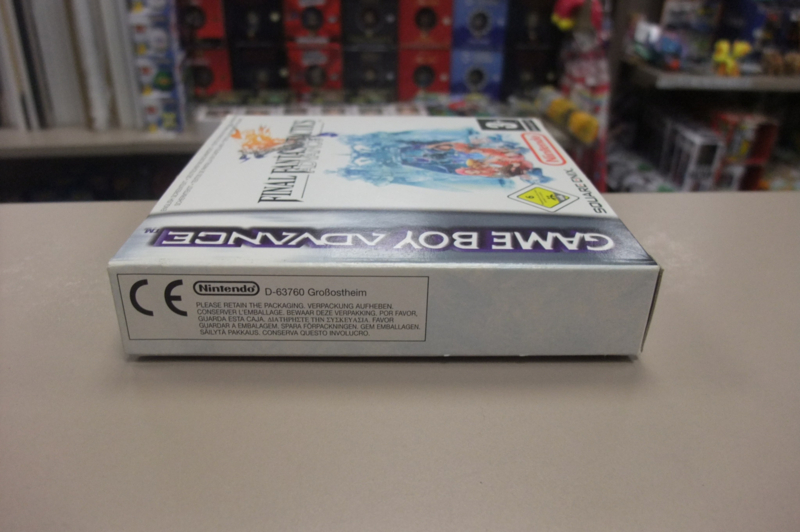 FINAL FANTASY TACTICS
Nintendo
SQUARE ENIX
GAME BOY ADVANCE™
CE Nintendo D-63760 Großostheim
PLEASE RETAIN THE PACKAGING. VERPACKUNG AUFHEBEN.
CONSERVER L'EMBALLAGE. BEWAAR DEZE VERPAKKING. POR FAVOR,
GUARDA ESTA CAJA. ΔΙΑΤΗΡΗΣΤΕ ΤΗΝ ΣΥΣΚΕΥΑΣΙΑ. FAVOR
GUARDAR A EMBALAGEM. SPARA FÖRPACKNINGEN. GEM EMBALLAGEN.
SÄILYTÄ PAKKAUS. CONSERVA QUESTO INVOLUCRO.